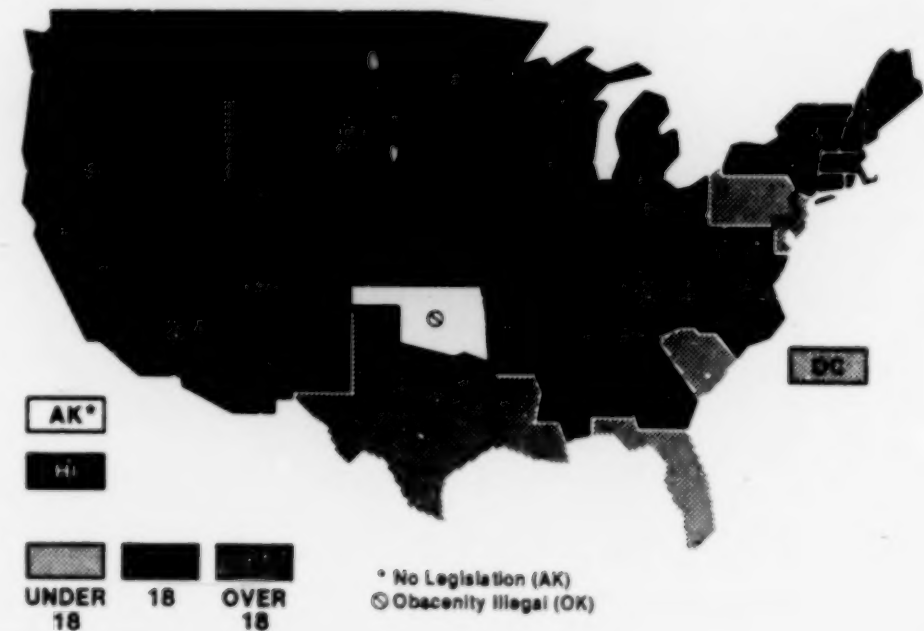 DC
AK*
HI
UNDER 18
18
OVER 18
* No Legislation (AK)
⦸ Obscenity Illegal (OK)